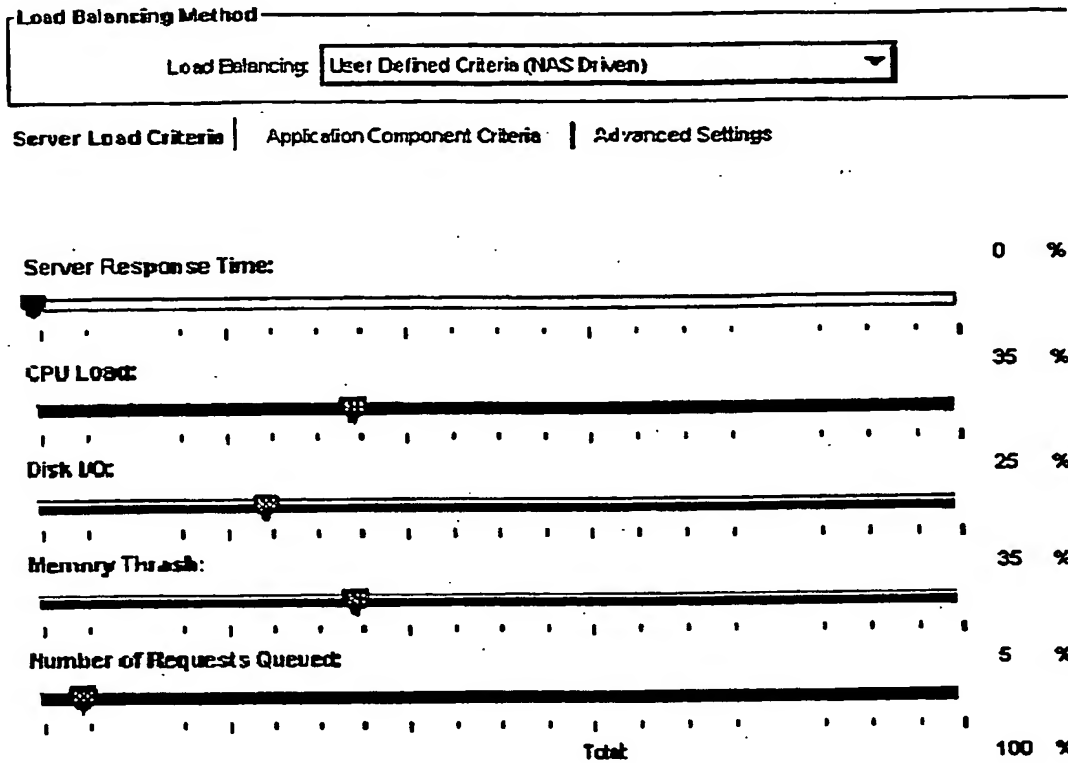 Load Balancing Method
Load Balancing: User Defined Criteria (NAS Driven)
Server Load Criteria | Application Component Criteria | Advanced Settings
Server Response Time: 0 %
CPU Load: 35 %
Disk I/O: 25 %
Memory Thrash: 35 %
Number of Requests Queued: 5 %
Total: 100 %